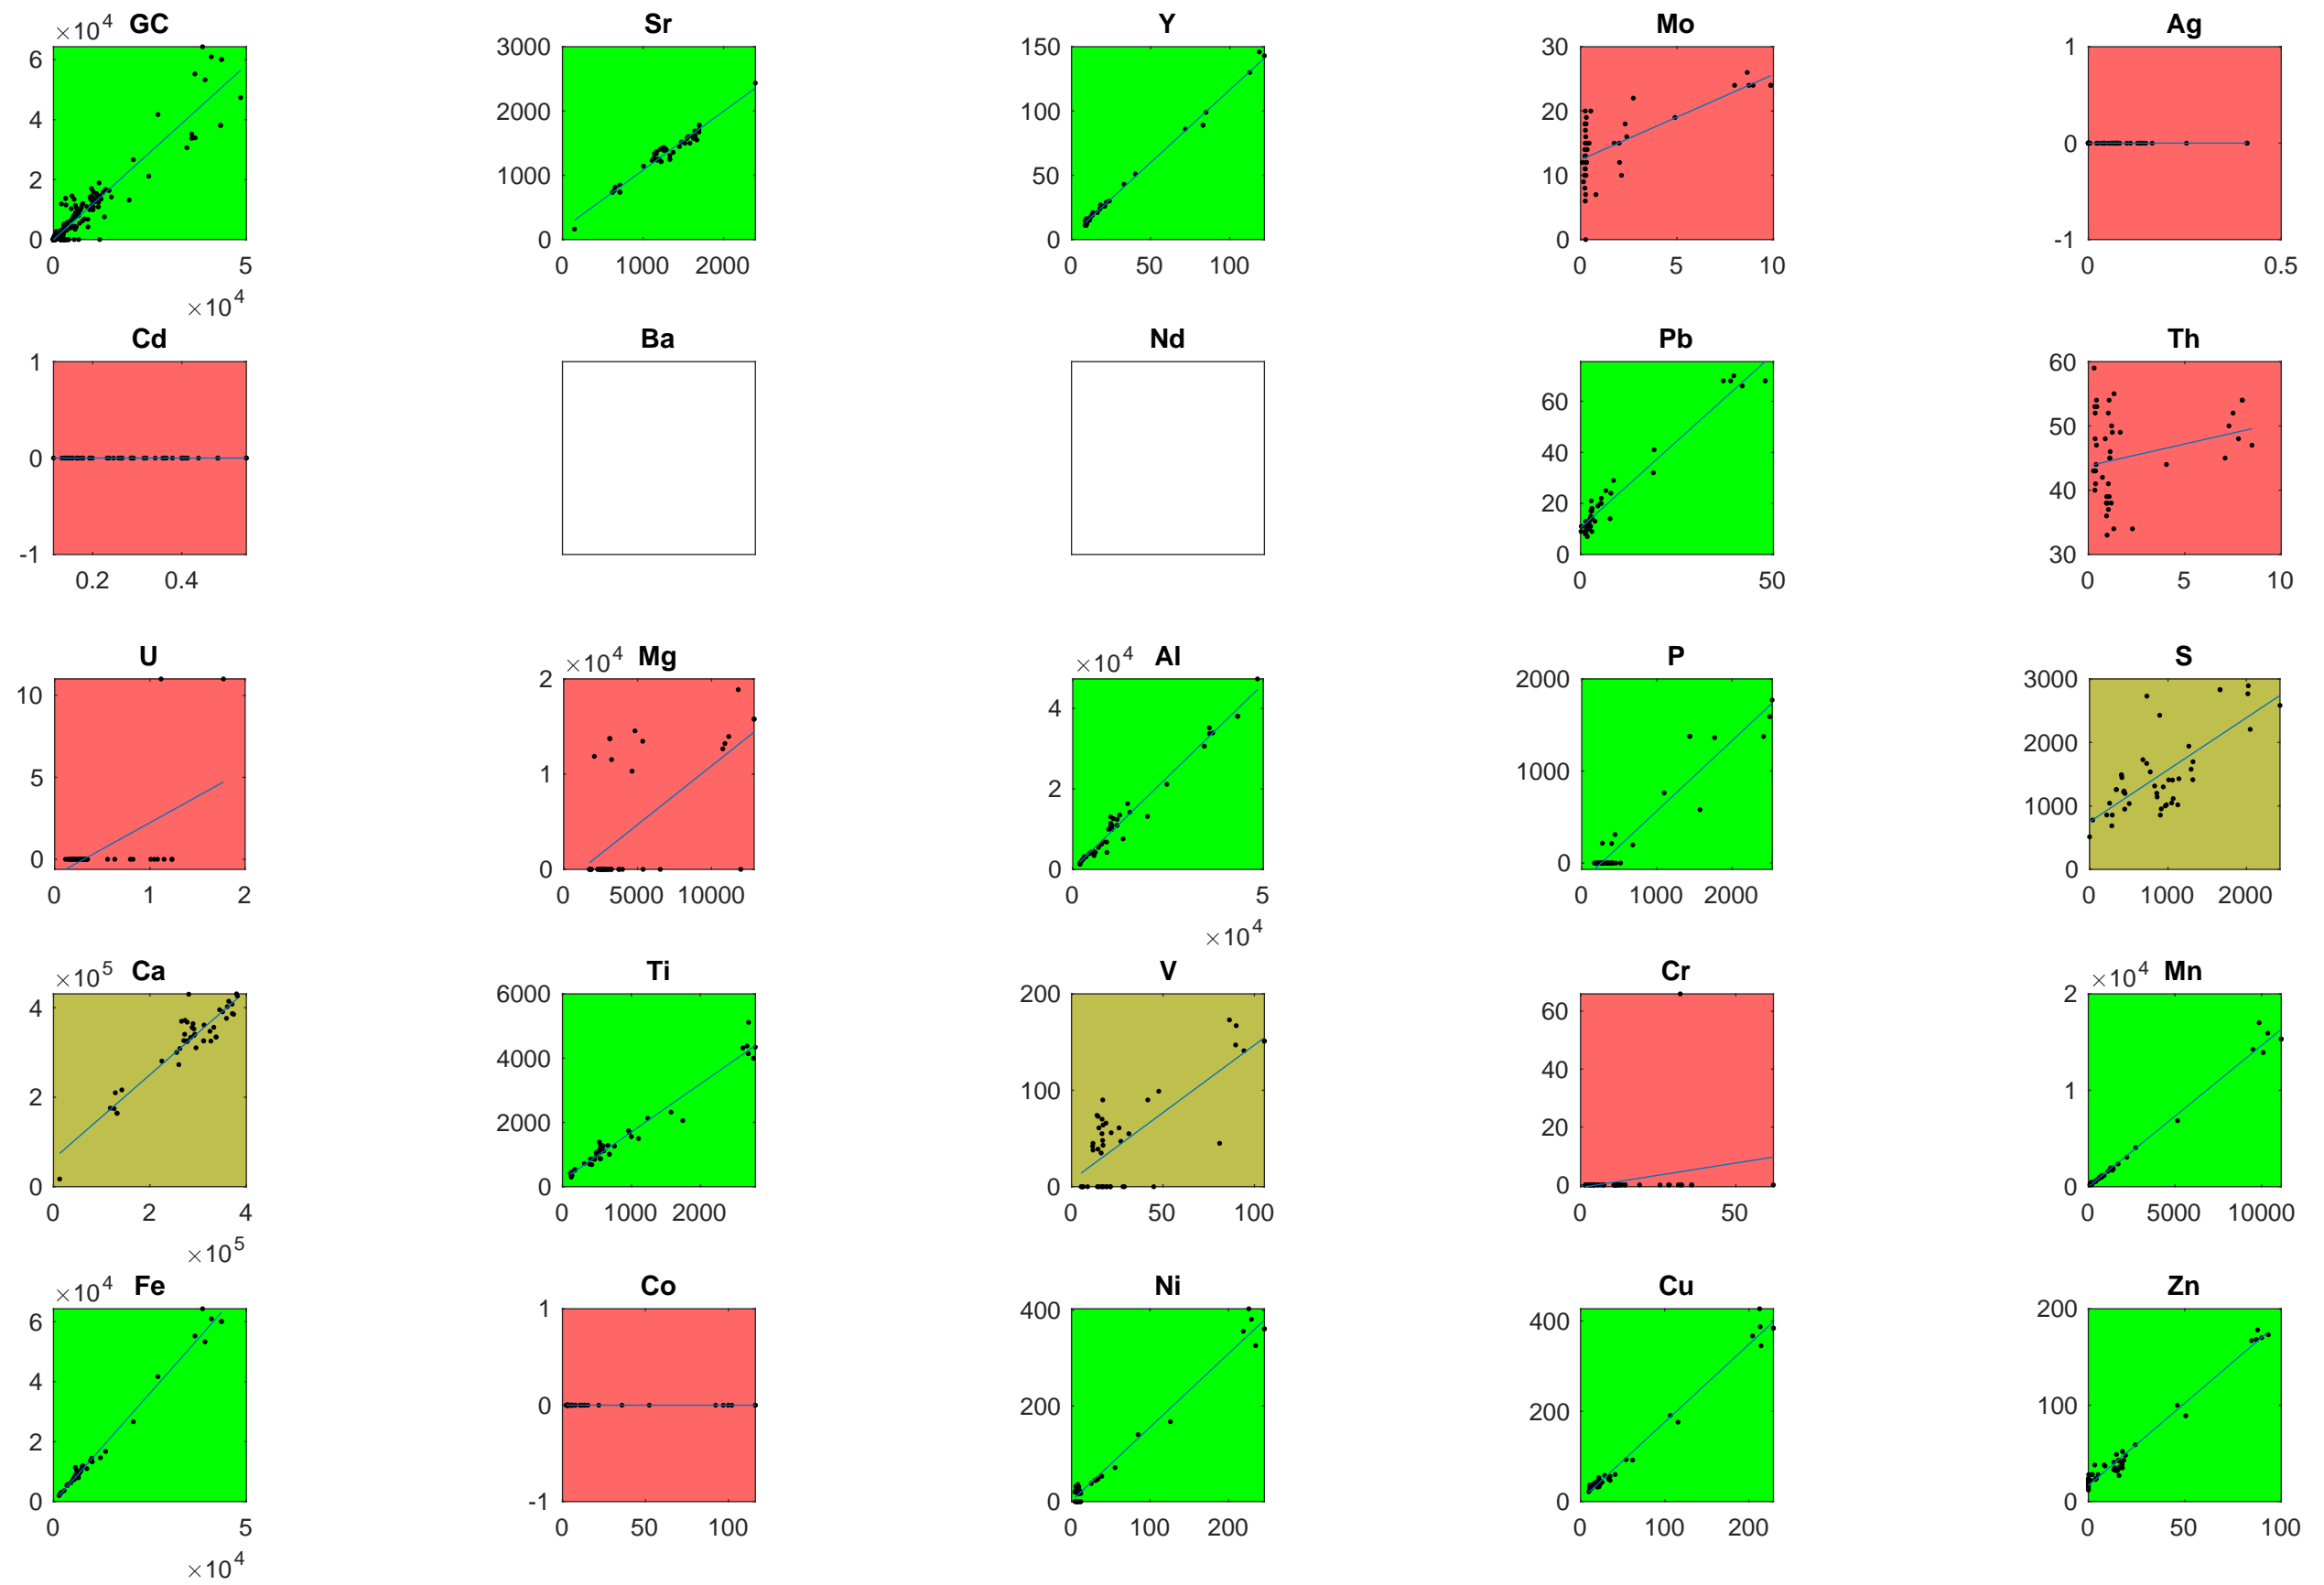 GC Sr Y Mo Ag
×10⁴ 6 4 2 0 0 5 ×10⁴
3000 2000 1000 0 0 1000 2000
150 100 50 0 0 50 100
30 20 10 0 0 5 10
1 0 -1 0 0.5
Cd Ba Nd Pb Th
1 0 -1 0.2 0.4
60 40 20 0 0 50
60 50 40 30 0 5 10
U Mg Al P S
10 5 0 0 1 2
×10⁴ 2 1 0 0 5000 10000
×10⁴ 4 2 0 0 5 ×10⁴
2000 1000 0 0 1000 2000
3000 2000 1000 0 0 1000 2000
Ca Ti V Cr Mn
×10⁵ 4 2 0 0 2 4 ×10⁵
6000 4000 2000 0 0 1000 2000
200 100 0 0 50 100
60 40 20 0 0 50
×10⁴ 2 1 0 0 5000 10000
Fe Co Ni Cu Zn
×10⁴ 6 4 2 0 0 5 ×10⁴
1 0 -1 0 50 100
400 200 0 0 100 200
400 200 0 0 100 200
200 100 0 0 50 100